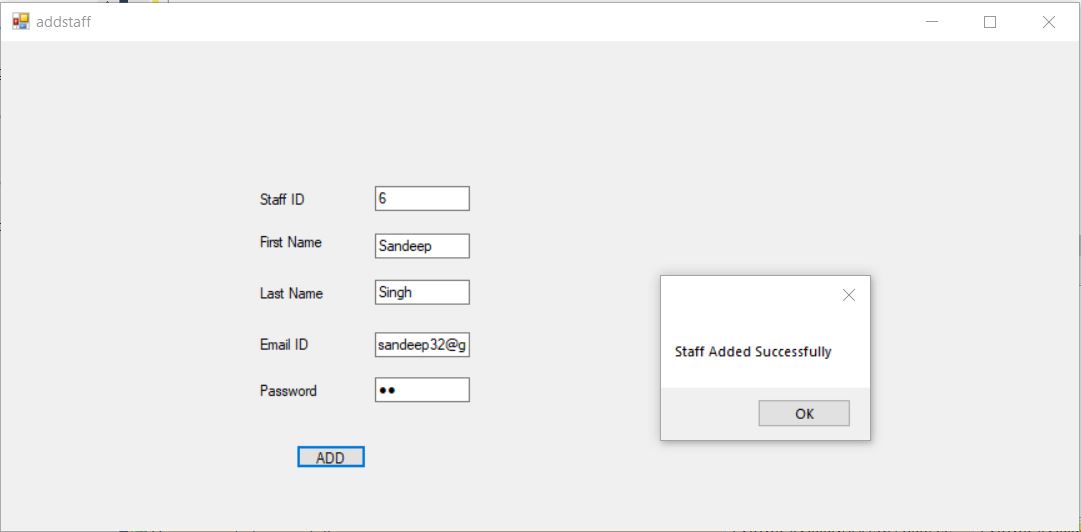 addstaff
Staff ID 6
First Name Sandeep
Last Name Singh
Email ID sandeep32@g
Password ●●
ADD
Staff Added Successfully
OK